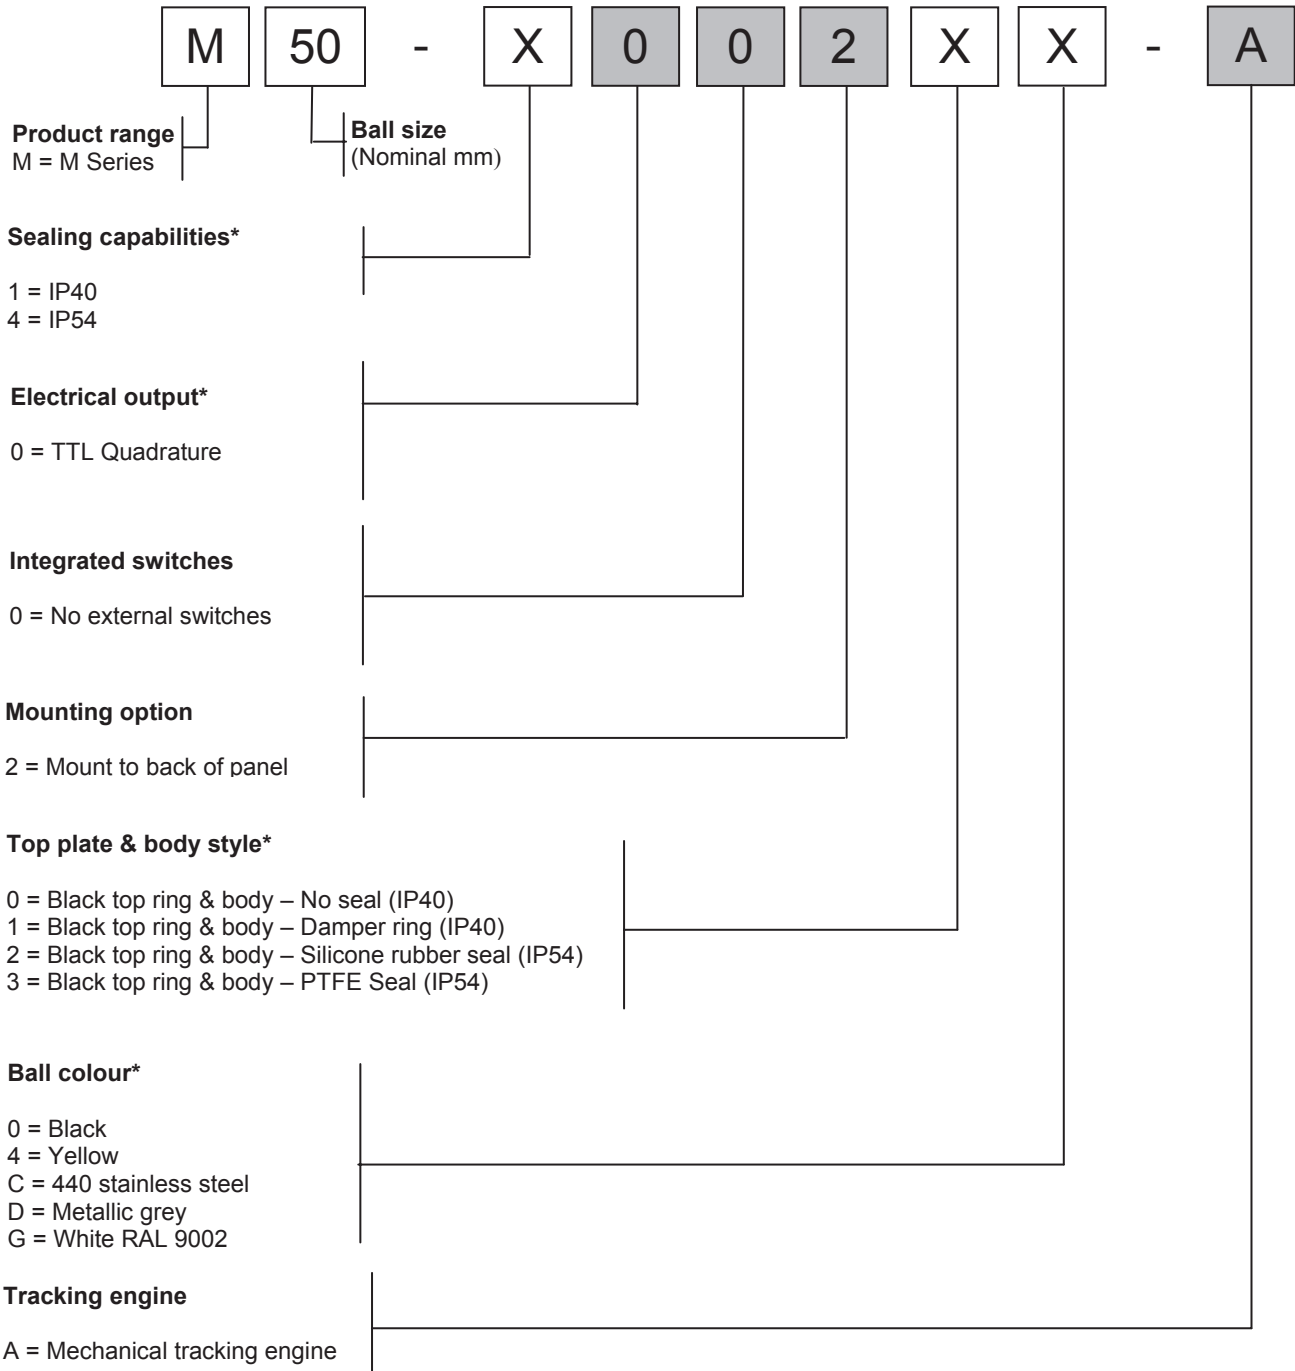 M 50 - X 0 0 2 X X - A
Product range
M = M Series
Ball size
(Nominal mm)
Sealing capabilities*
1 = IP40
4 = IP54
Electrical output*
0 = TTL Quadrature
Integrated switches
0 = No external switches
Mounting option
2 = Mount to back of panel
Top plate & body style*
0 = Black top ring & body – No seal (IP40)
1 = Black top ring & body – Damper ring (IP40)
2 = Black top ring & body – Silicone rubber seal (IP54)
3 = Black top ring & body – PTFE Seal (IP54)
Ball colour*
0 = Black
4 = Yellow
C = 440 stainless steel
D = Metallic grey
G = White RAL 9002
Tracking engine
A = Mechanical tracking engine